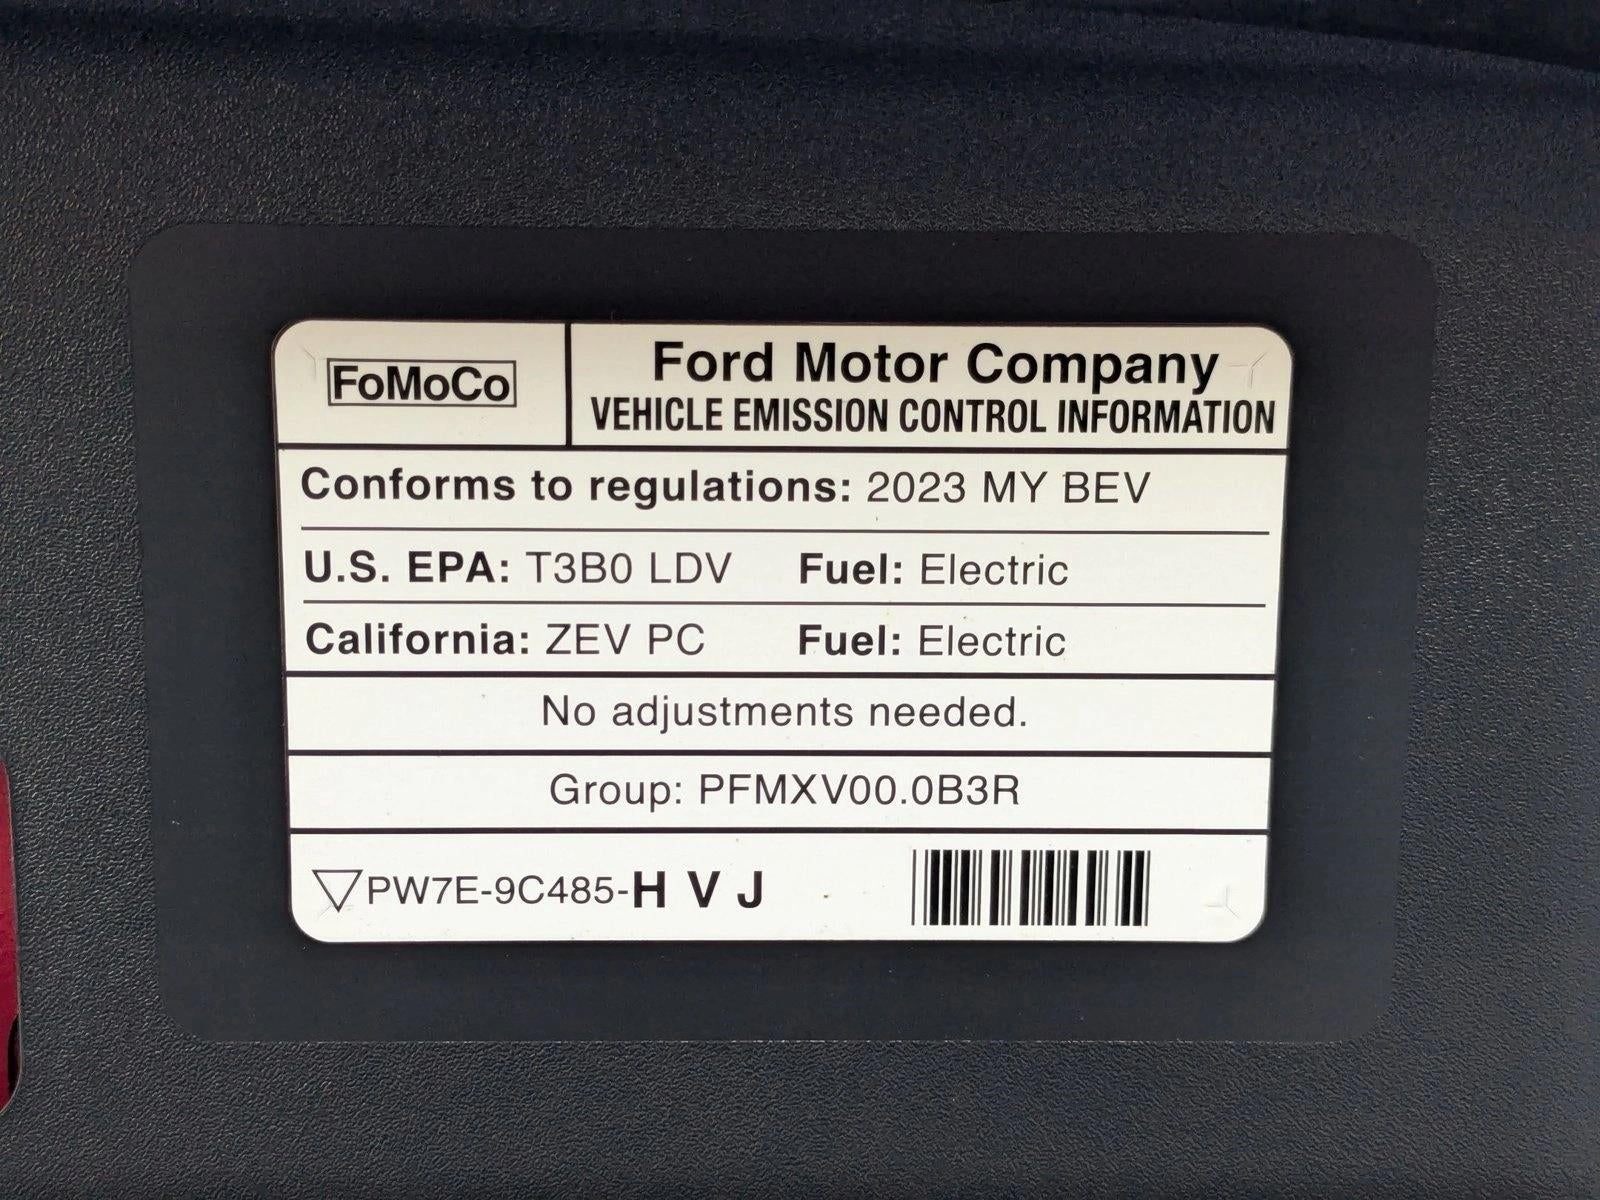 FoMoCo
Ford Motor Company
VEHICLE EMISSION CONTROL INFORMATION
Conforms to regulations: 2023 MY BEV
U.S. EPA: T3B0 LDV Fuel: Electric
California: ZEV PC Fuel: Electric
No adjustments needed.
Group: PFMXV00.0B3R
PW7E-9C485-H V J